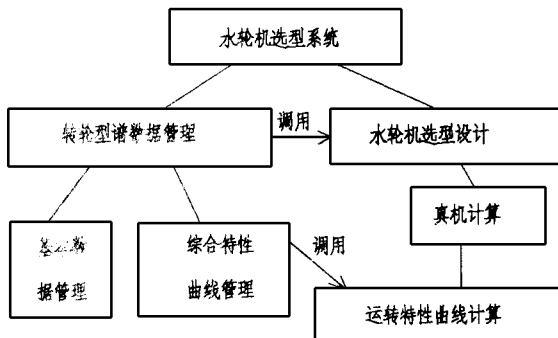 水轮机选型系统
转轮型谱数据管理
调用
水轮机选型设计
真机计算
据管理
综合特性
曲线管理
调用
运转特性曲线计算